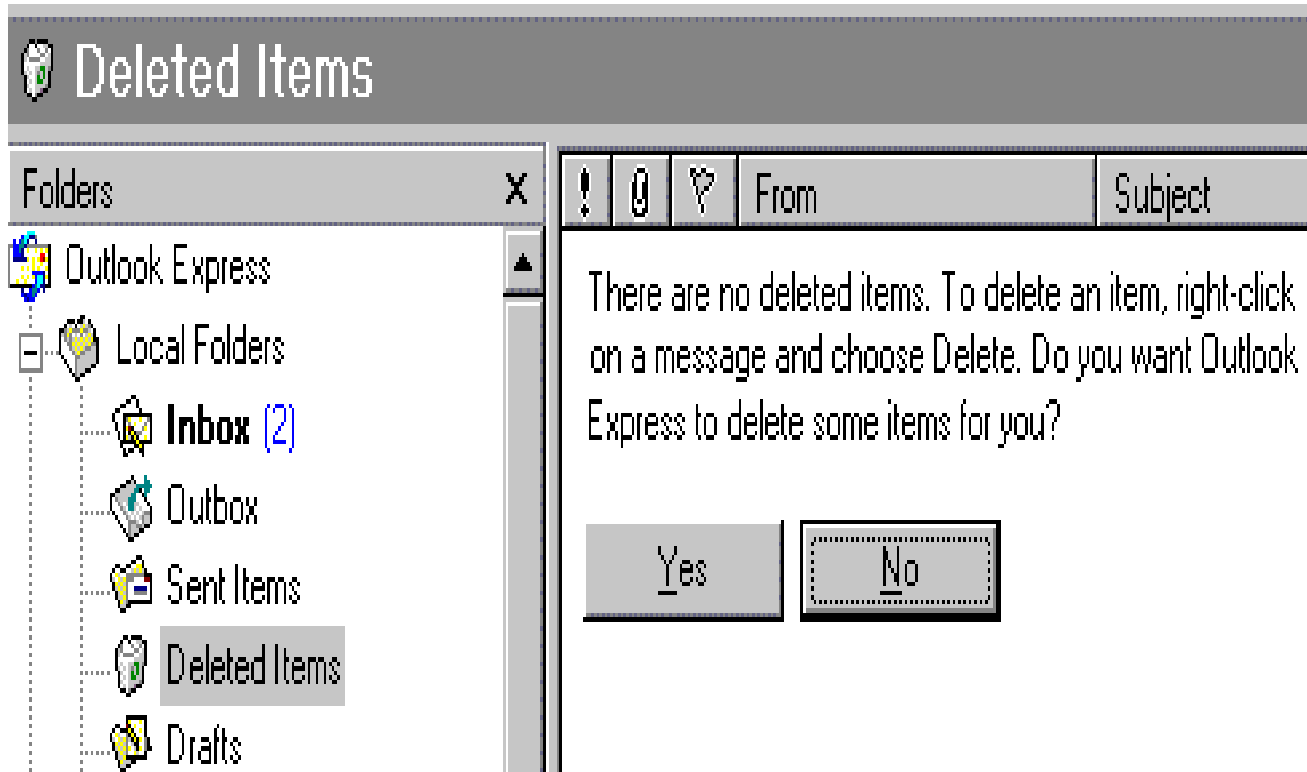 Deleted Items
Folders X
! From Subject
Outlook Express
Local Folders
Inbox (2)
Outbox
Sent Items
Deleted Items
Drafts
There are no deleted items. To delete an item, right-click
on a message and choose Delete. Do you want Outlook
Express to delete some items for you?
Yes No